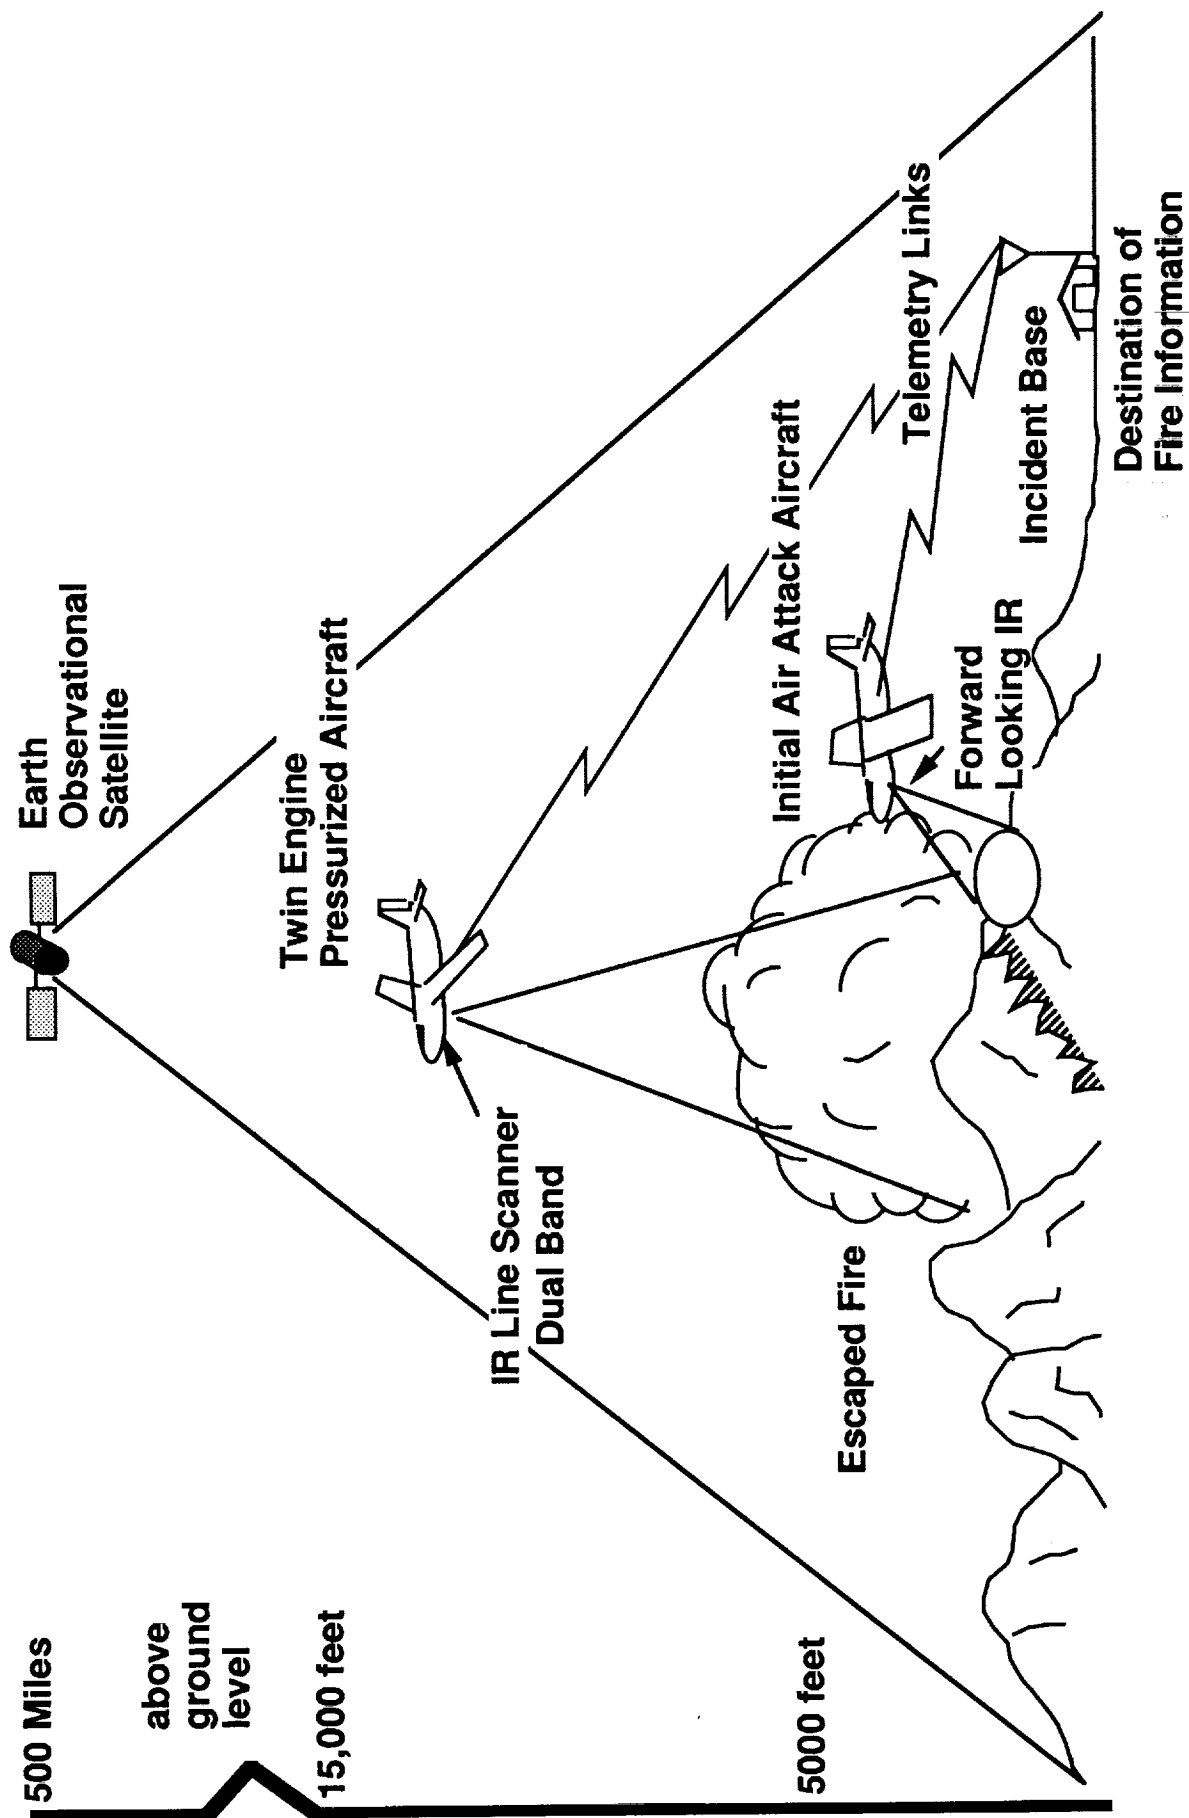 500 Miles
above
ground
level
15,000 feet
5000 feet
Earth
Observational
Satellite
Twin Engine
Pressurized Aircraft
IR Line Scanner
Dual Band
Initial Air Attack Aircraft
Telemetry Links
Escaped Fire
Forward
Looking IR
Incident Base
Destination of
Fire Information